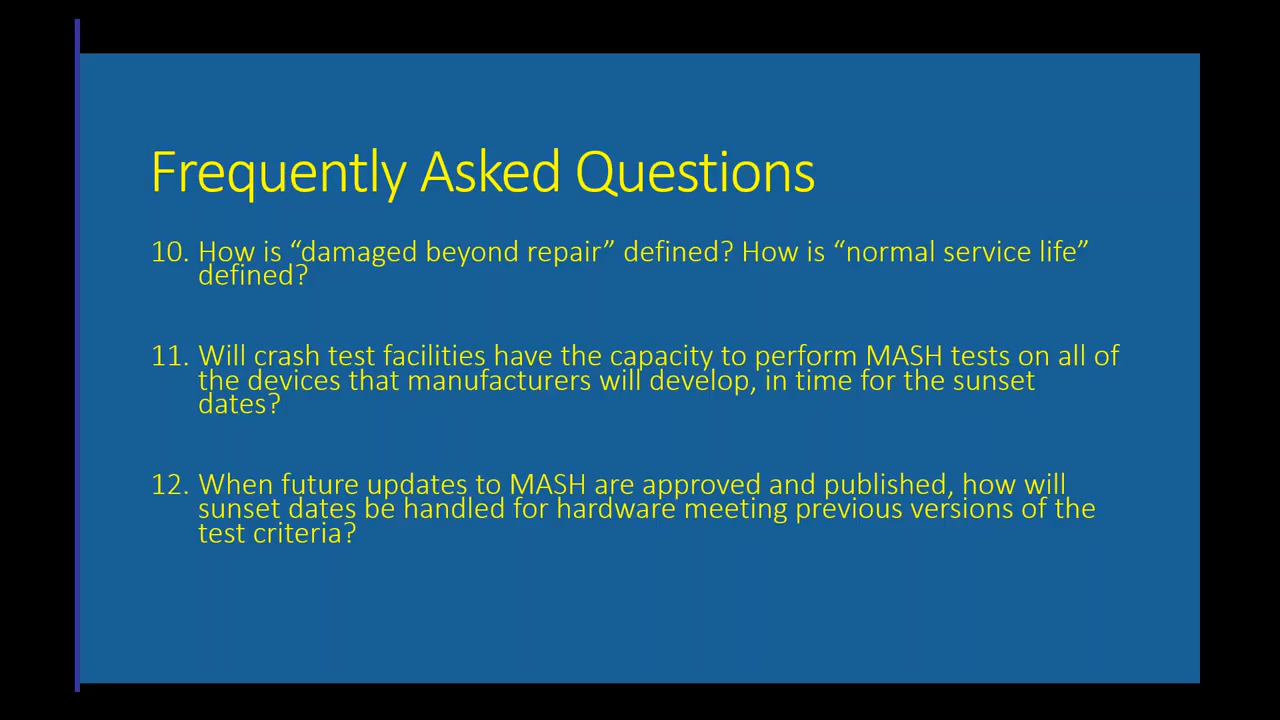 Frequently Asked Questions
10. How is “damaged beyond repair” defined? How is “normal service life”
defined?
11. Will crash test facilities have the capacity to perform MASH tests on all of
the devices that manufacturers will develop, in time for the sunset
dates?
12. When future updates to MASH are approved and published, how will
sunset dates be handled for hardware meeting previous versions of the
test criteria?